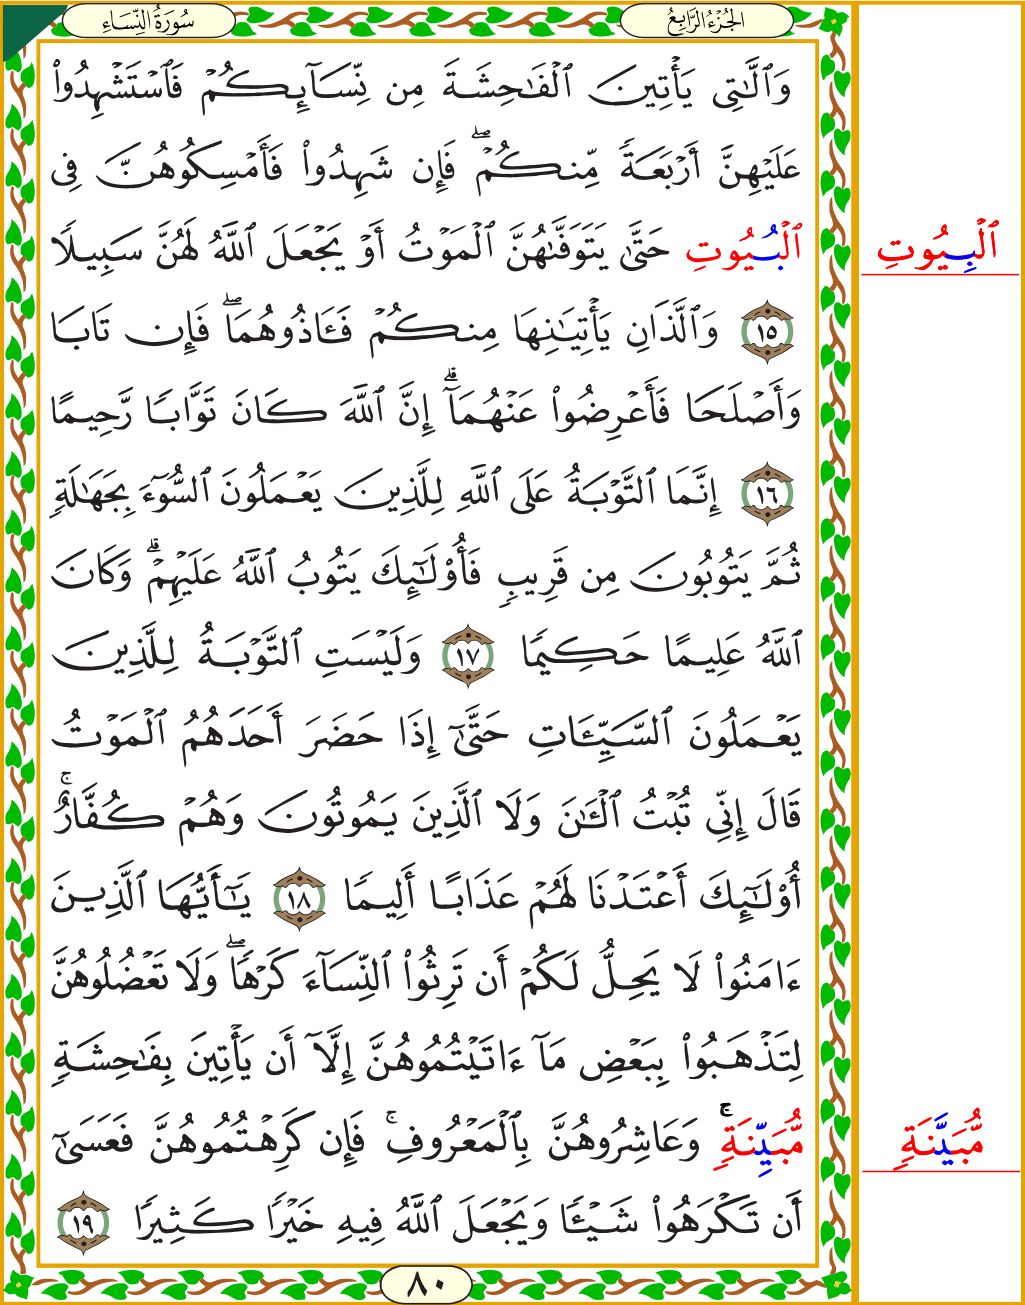 الجُزْءُ الرَّابِعُ
سُورَةُ النِّسَاءِ
وَٱلَّٰتِى يَأْتِينَ ٱلْفَٰحِشَةَ مِن نِّسَآئِكُمْ فَٱسْتَشْهِدُوا۟
عَلَيْهِنَّ أَرْبَعَةً مِّنكُمْ ۖ فَإِن شَهِدُوا۟ فَأَمْسِكُوهُنَّ فِى
ٱلْبُيُوتِ حَتَّىٰ يَتَوَفَّىٰهُنَّ ٱلْمَوْتُ أَوْ يَجْعَلَ ٱللَّهُ لَهُنَّ سَبِيلًا
ٱلْبِيُوتِ
١٥ وَٱلَّذَانِ يَأْتِيَٰنِهَا مِنكُمْ فَـَٔاذُوهُمَا ۖ فَإِن تَابَا
وَأَصْلَحَا فَأَعْرِضُوا۟ عَنْهُمَآ ۗ إِنَّ ٱللَّهَ كَانَ تَوَّابًا رَّحِيمًا
١٦ إِنَّمَا ٱلتَّوْبَةُ عَلَى ٱللَّهِ لِلَّذِينَ يَعْمَلُونَ ٱلسُّوٓءَ بِجَهَٰلَةٍ
ثُمَّ يَتُوبُونَ مِن قَرِيبٍ فَأُو۟لَٰٓئِكَ يَتُوبُ ٱللَّهُ عَلَيْهِمْ ۗ وَكَانَ
ٱللَّهُ عَلِيمًا حَكِيمًا ١٧ وَلَيْسَتِ ٱلتَّوْبَةُ لِلَّذِينَ
يَعْمَلُونَ ٱلسَّيِّـَٔاتِ حَتَّىٰٓ إِذَا حَضَرَ أَحَدَهُمُ ٱلْمَوْتُ
قَالَ إِنِّى تُبْتُ ٱلْـَٰٔنَ وَلَا ٱلَّذِينَ يَمُوتُونَ وَهُمْ كُفَّارٌ ۚ
أُو۟لَٰٓئِكَ أَعْتَدْنَا لَهُمْ عَذَابًا أَلِيمًا ١٨ يَٰٓأَيُّهَا ٱلَّذِينَ
ءَامَنُوا۟ لَا يَحِلُّ لَكُمْ أَن تَرِثُوا۟ ٱلنِّسَآءَ كَرْهًا ۖ وَلَا تَعْضُلُوهُنَّ
لِتَذْهَبُوا۟ بِبَعْضِ مَآ ءَاتَيْتُمُوهُنَّ إِلَّآ أَن يَأْتِينَ بِفَٰحِشَةٍ
مُّبَيِّنَةٍ ۚ وَعَاشِرُوهُنَّ بِٱلْمَعْرُوفِ ۚ فَإِن كَرِهْتُمُوهُنَّ فَعَسَىٰٓ
مُّبَيَّنَةٍ
أَن تَكْرَهُوا۟ شَيْـًٔا وَيَجْعَلَ ٱللَّهُ فِيهِ خَيْرًا كَثِيرًا ١٩
٨٠